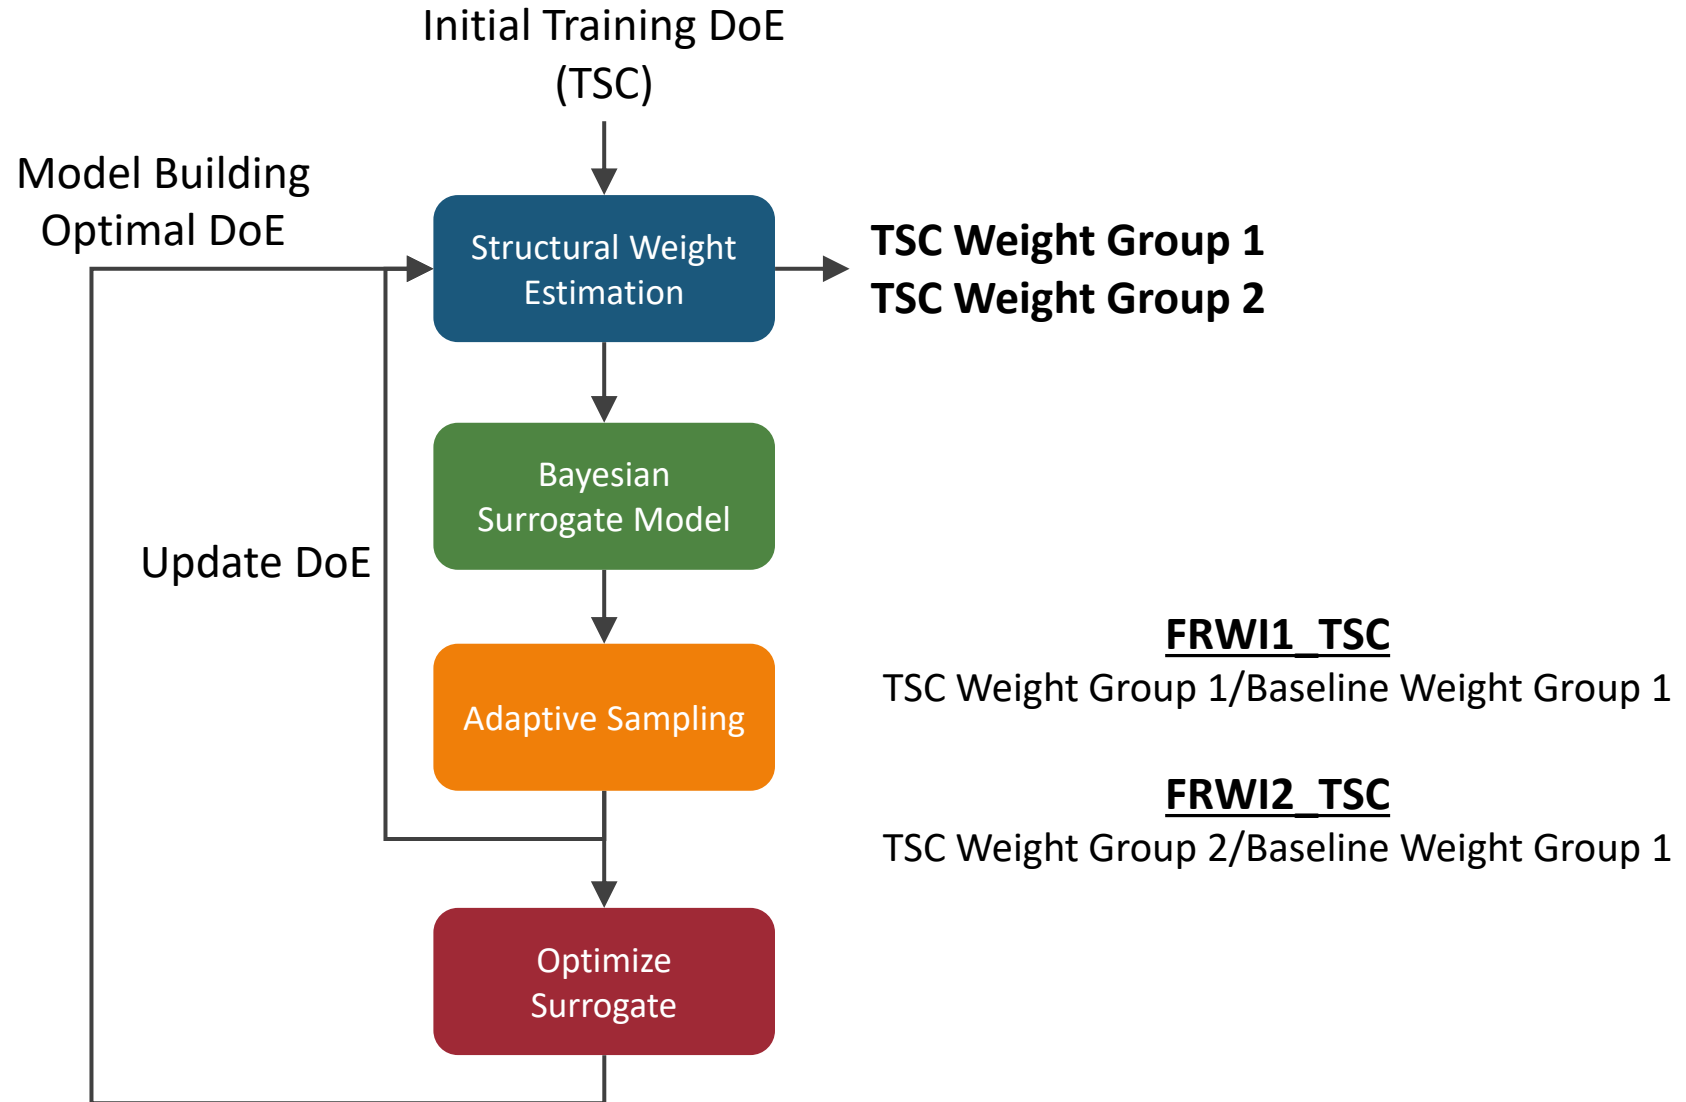 Initial Training DoE
(TSC)
Model Building
Optimal DoE
Structural Weight
Estimation
TSC Weight Group 1
TSC Weight Group 2
Bayesian
Surrogate Model
Update DoE
Adaptive Sampling
FRWI1_TSC
TSC Weight Group 1/Baseline Weight Group 1
FRWI2_TSC
TSC Weight Group 2/Baseline Weight Group 1
Optimize
Surrogate